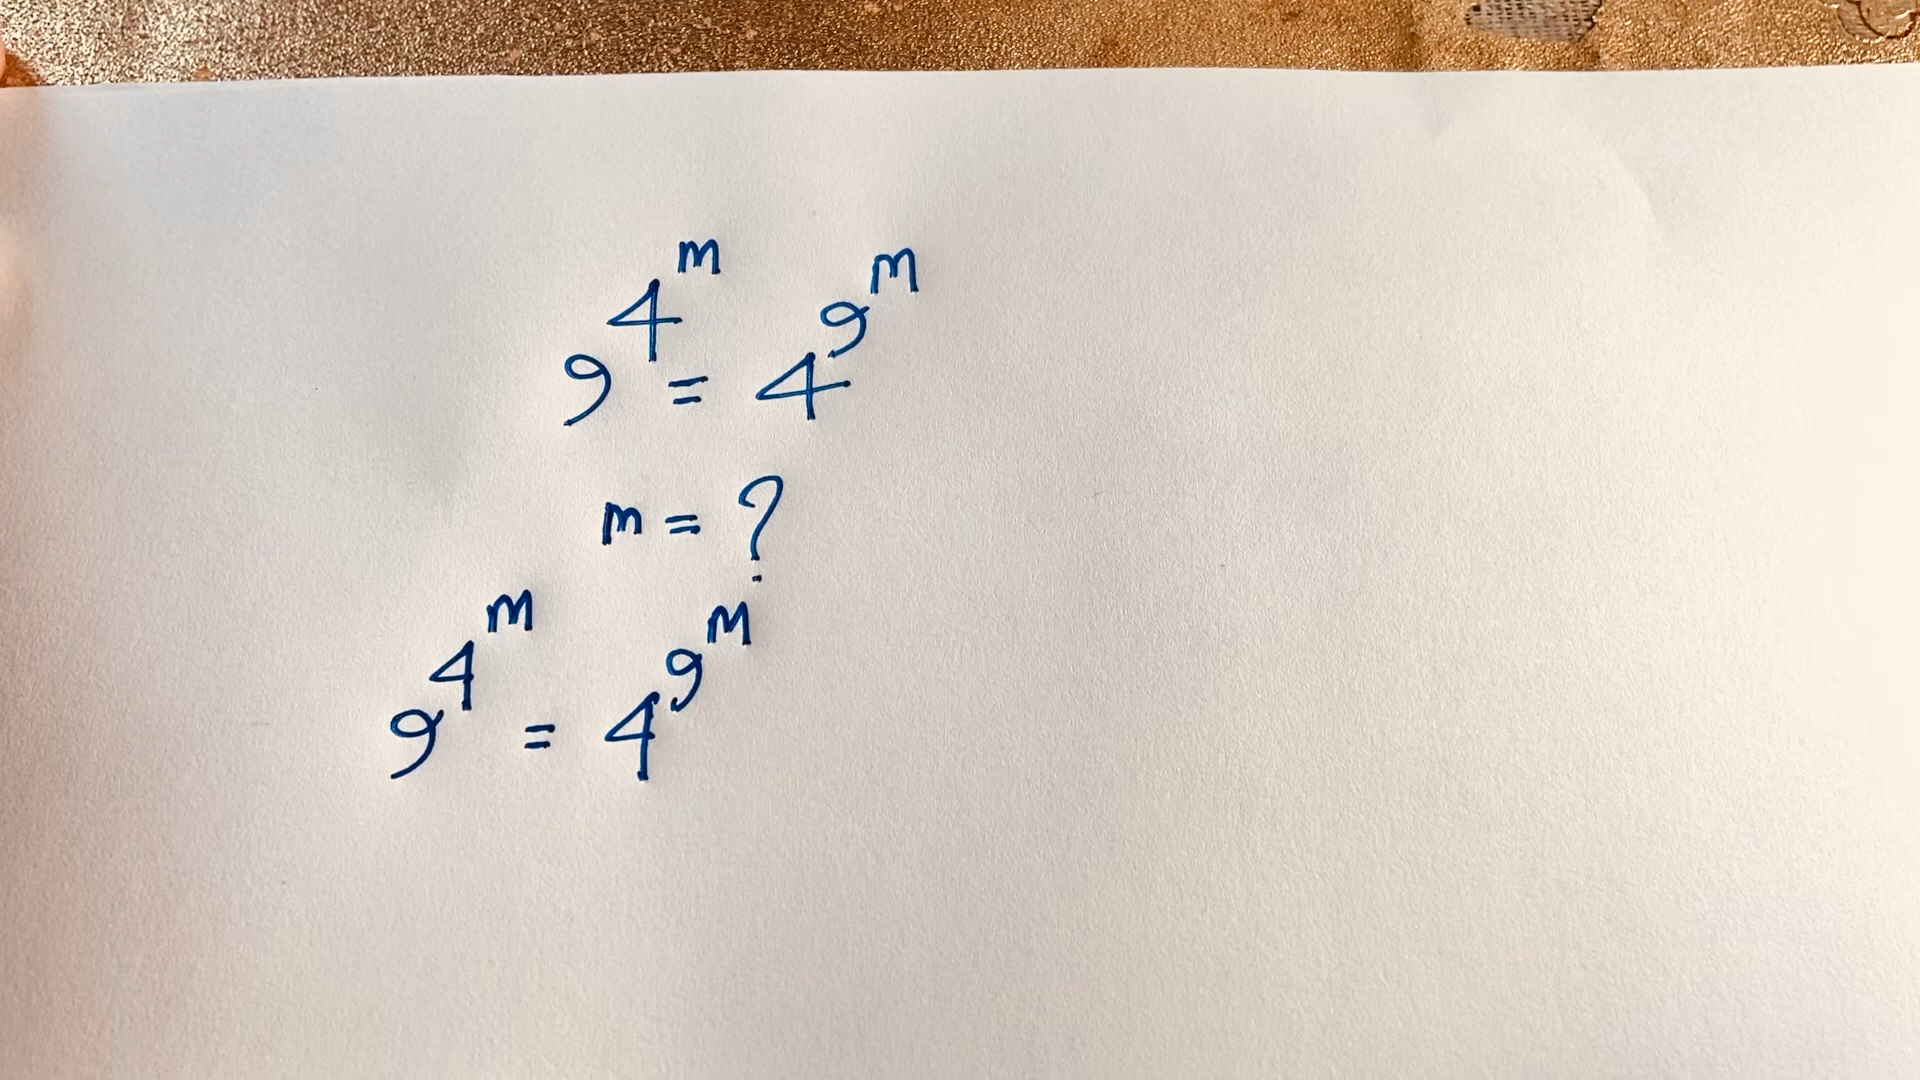 9^4^m = 4^9^m
m = ?
9^4^m = 4^9^m